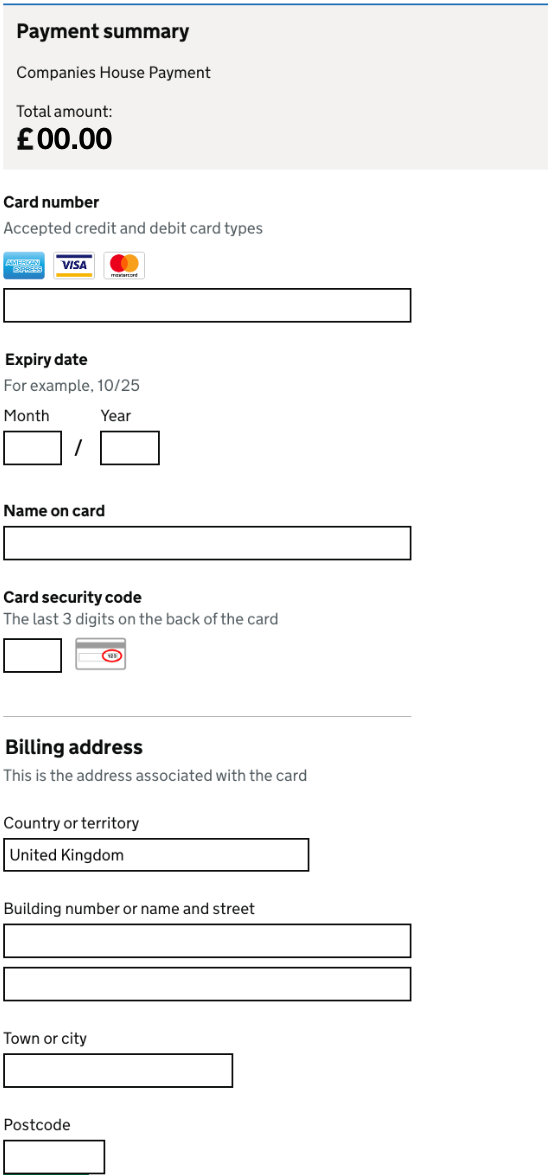 Payment summary
Companies House Payment
Total amount:
£00.00
Card number
Accepted credit and debit card types
AMERICAN EXPRESS VISA mastercard
Expiry date
For example, 10/25
Month Year
/
Name on card
Card security code
The last 3 digits on the back of the card
Billing address
This is the address associated with the card
Country or territory
United Kingdom
Building number or name and street
Town or city
Postcode